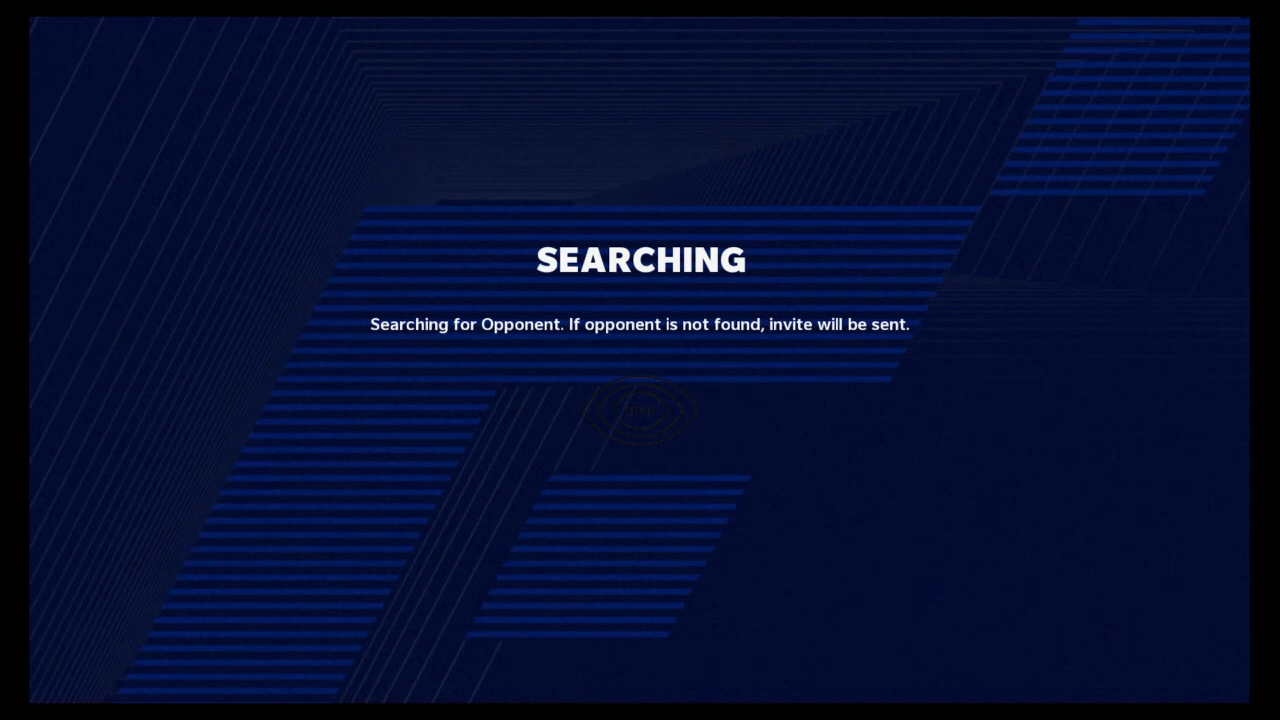 SEARCHING
Searching for Opponent. If opponent is not found, invite will be sent.